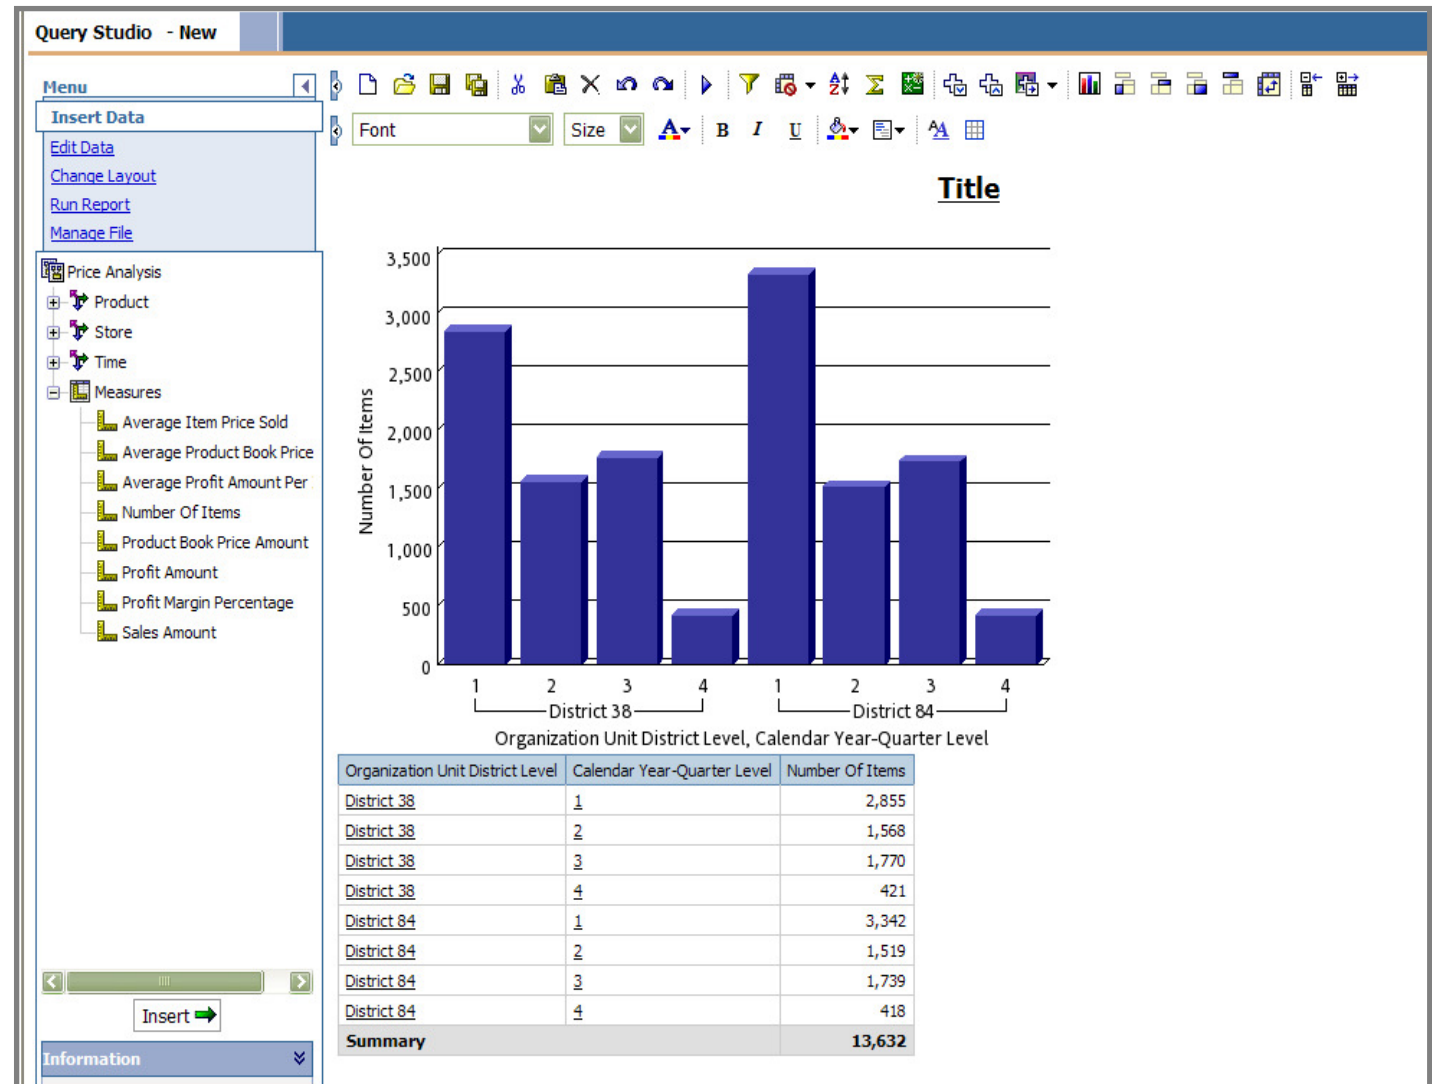 Query Studio - New
Menu
Insert Data
Edit Data
Change Layout
Run Report
Manage File
Price Analysis
Product
Store
Time
Measures
Average Item Price Sold
Average Product Book Price
Average Profit Amount Per
Number Of Items
Product Book Price Amount
Profit Amount
Profit Margin Percentage
Sales Amount
Insert
Information
Font Size A B I U AA
Title
3,500
3,000
2,500
2,000
1,500
1,000
500
0
Number Of Items
1 2 3 4 1 2 3 4
District 38 District 84
Organization Unit District Level, Calendar Year-Quarter Level
Organization Unit District Level Calendar Year-Quarter Level Number Of Items
District 38 1 2,855
District 38 2 1,568
District 38 3 1,770
District 38 4 421
District 84 1 3,342
District 84 2 1,519
District 84 3 1,739
District 84 4 418
Summary 13,632